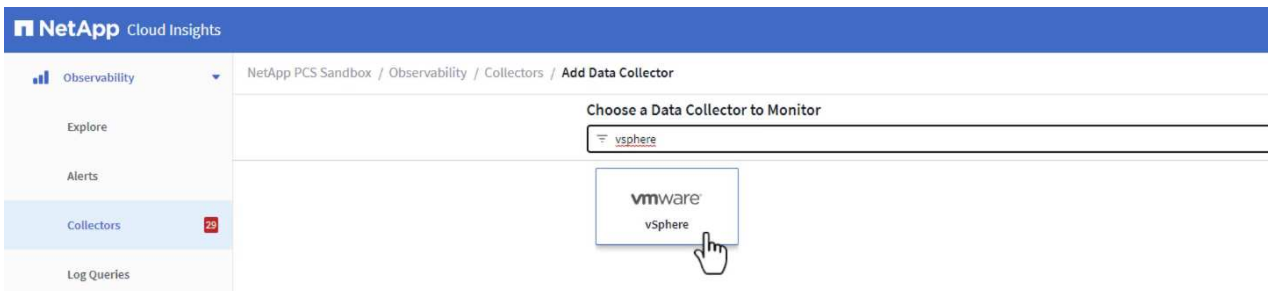 NetApp Cloud Insights
Observability
NetApp PCS Sandbox / Observability / Collectors / Add Data Collector
Choose a Data Collector to Monitor
Explore
vsphere
Alerts
vmware
Collectors 29
vSphere
Log Queries